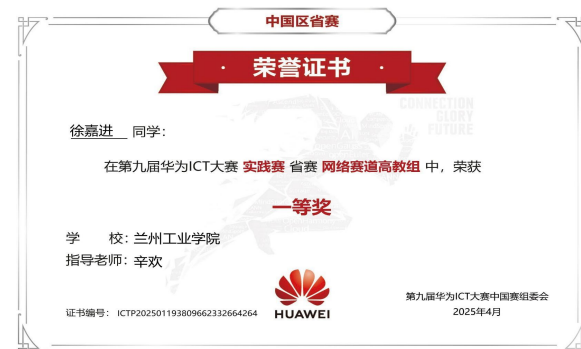 中国区省赛
· 荣誉证书 ·
CONNECTION
GLORY
FUTURE
徐嘉进 同学：
在第九届华为ICT大赛 实践赛 省赛 网络赛道高教组 中，荣获
一等奖
学 校：兰州工业学院
指导老师：辛欢
HUAWEI
第九届华为ICT大赛中国赛组委会
证书编号： ICTP202501193809662332664264
2025年4月